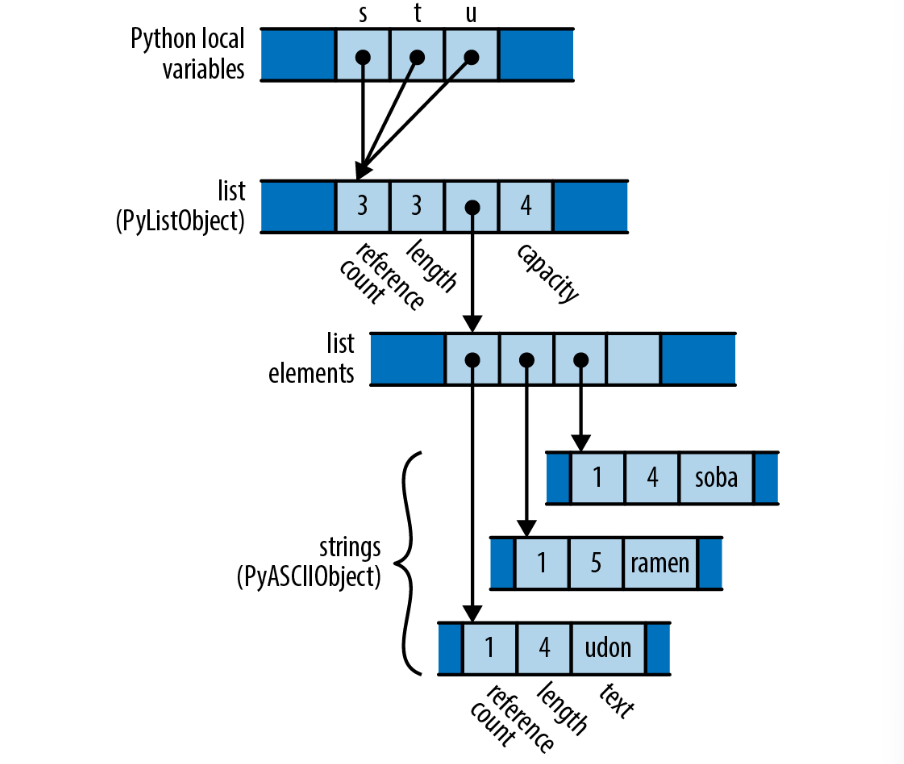 s t u
Python local
variables
list
(PyListObject)
3 3 4
reference
count
length
capacity
list
elements
1 4 soba
strings
(PyASCIIObject)
1 5 ramen
1 4 udon
reference
count
length
text